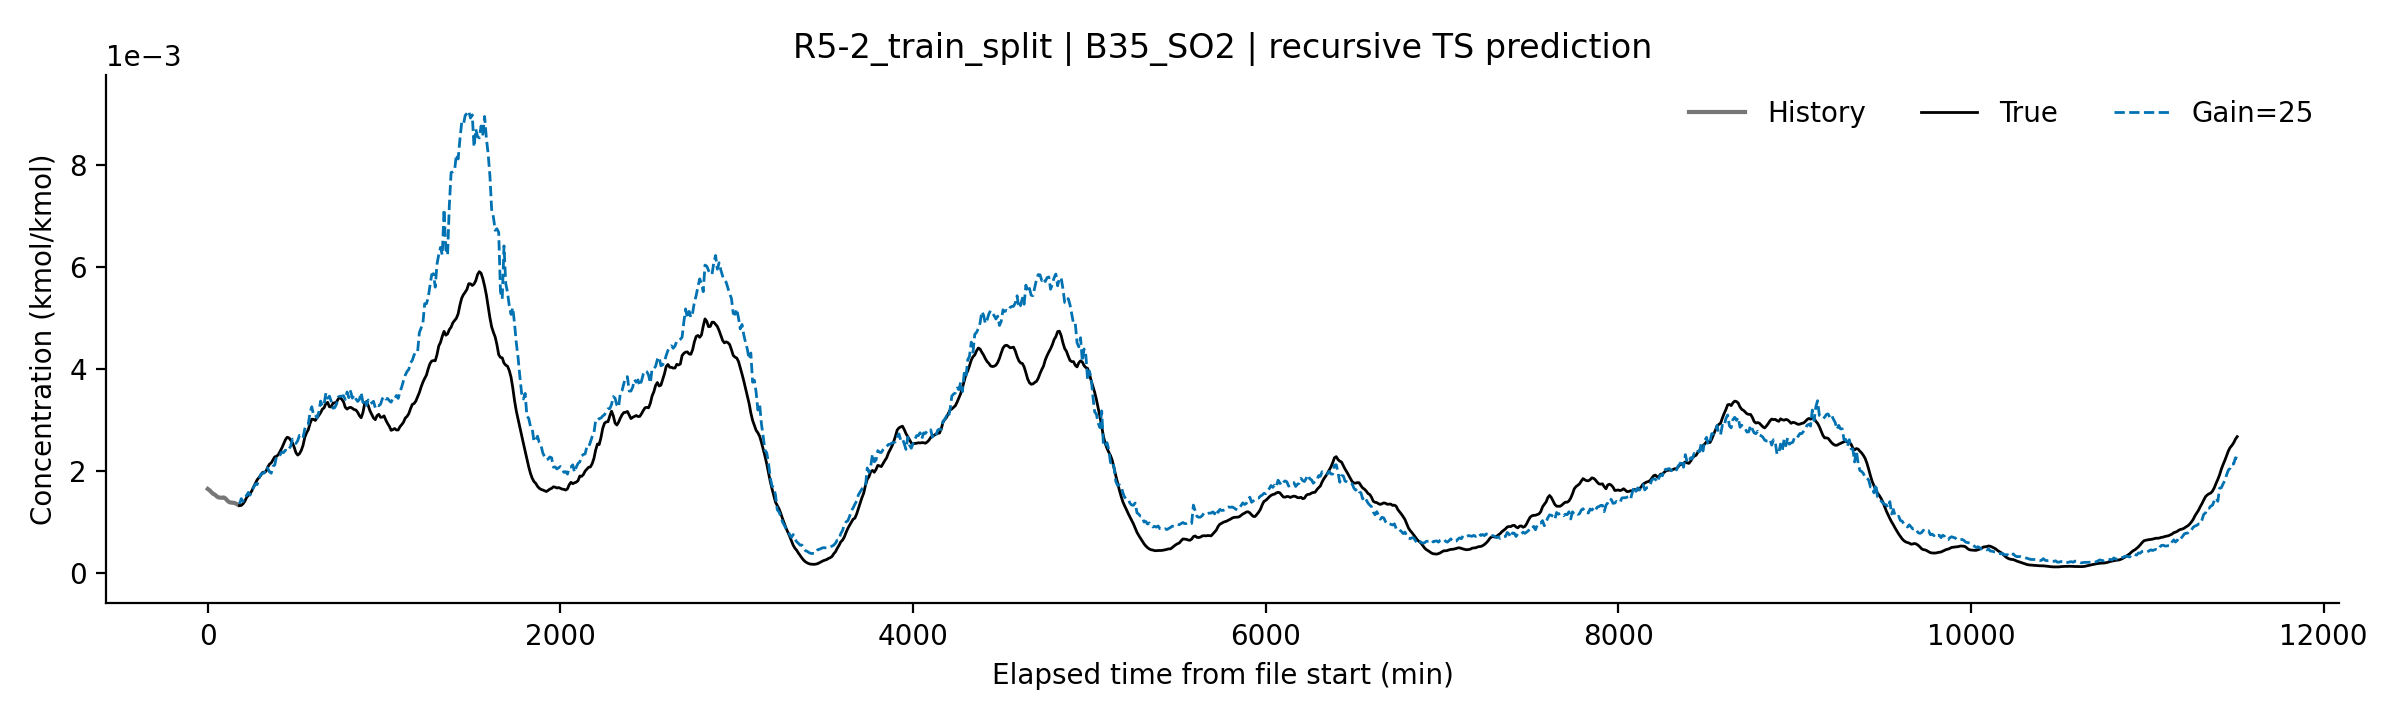 R5-2_train_split | B35_SO2 | recursive TS prediction
1e−3
History
True
Gain=25
Concentration (kmol/kmol)
8
6
4
2
0
0
2000
4000
6000
8000
10000
12000
Elapsed time from file start (min)